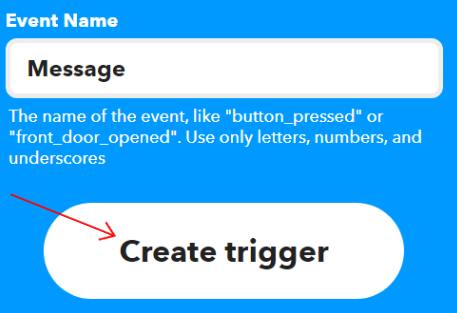 Event Name
Message
The name of the event, like "button_pressed" or
"front_door_opened". Use only letters, numbers, and
underscores
Create trigger